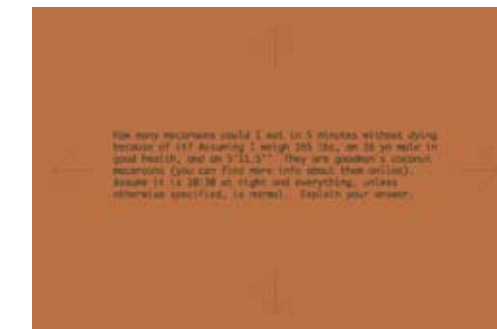 How many macaroons could I eat in 5 minutes without dying
because of it? Assuming I weigh 165 lbs, am 16 yo male in
good health, and am 5'11.5'' They are goodman's coconut
macaroons (you can find more info about them online).
Assume it is 10:30 at night and everything, unless
otherwise specified, is normal. Explain your answer.